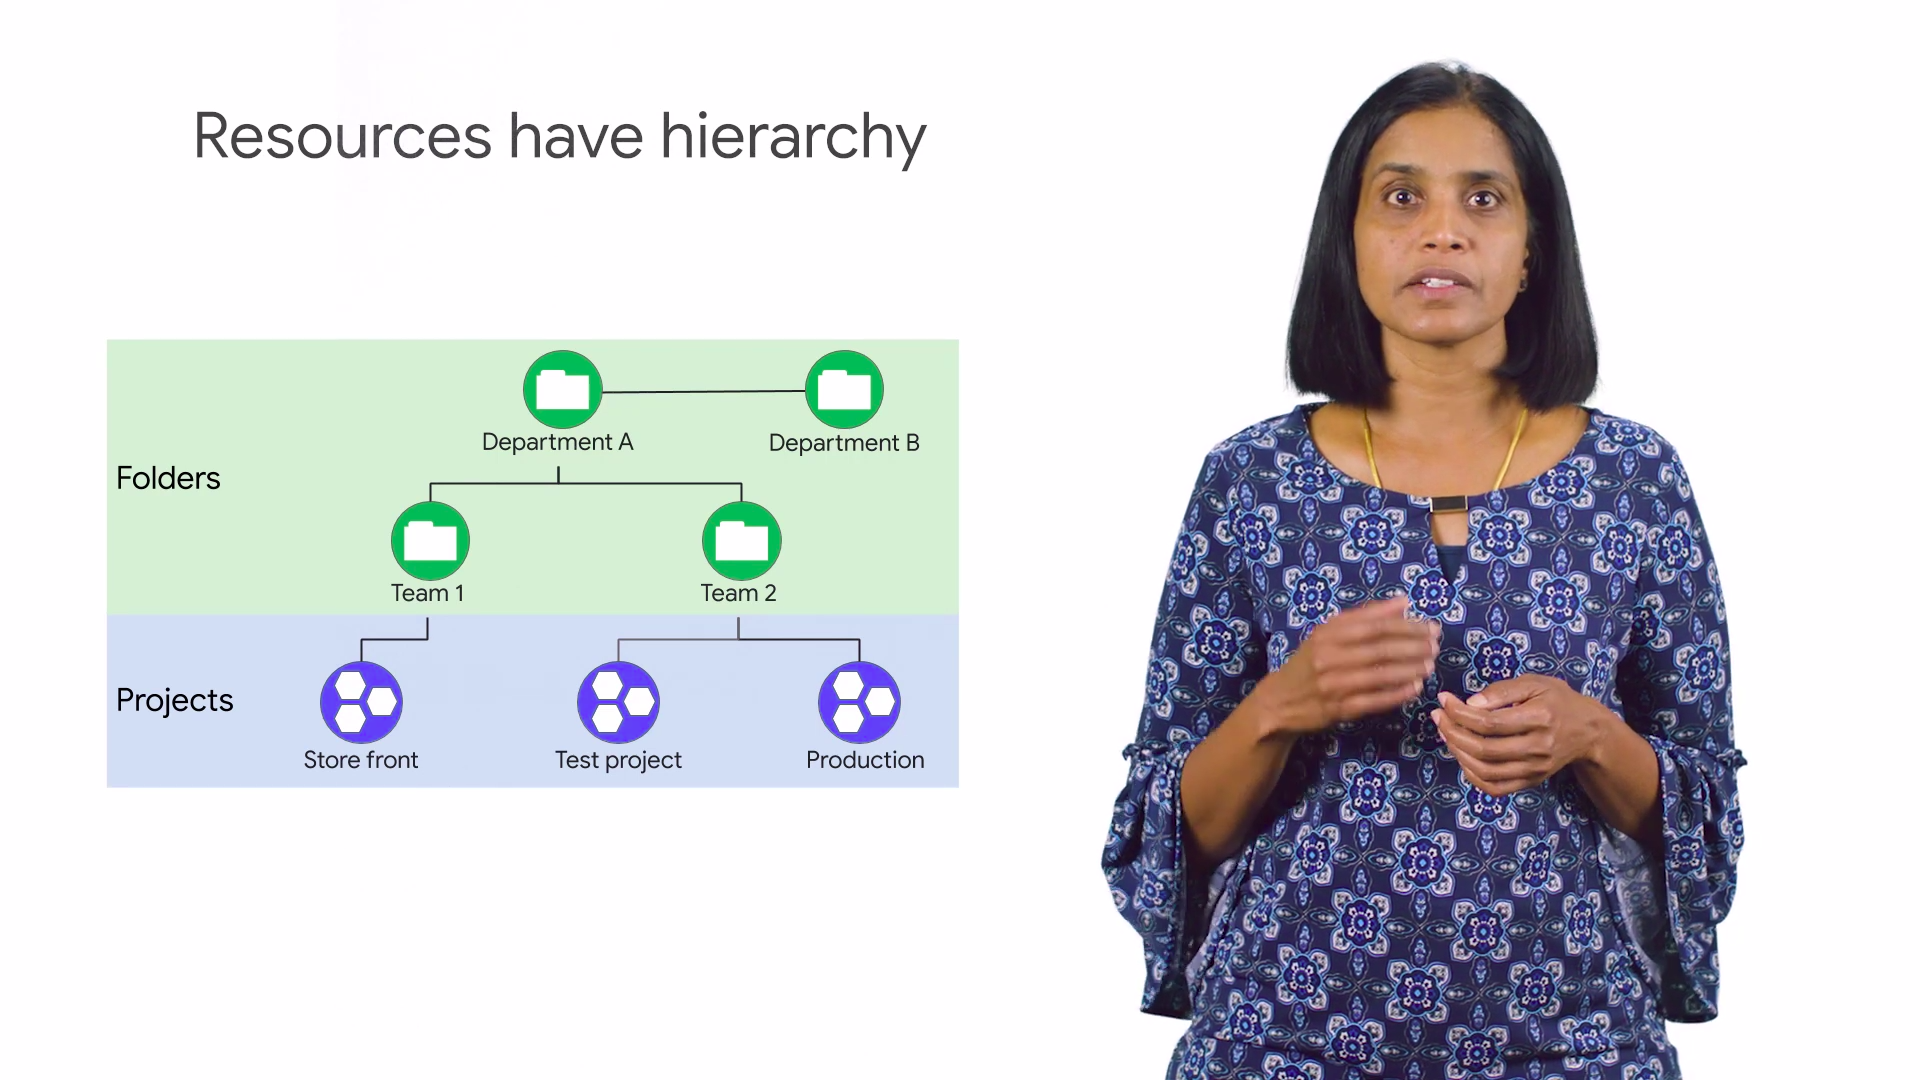 Resources have hierarchy
Department A
Department B
Folders
Team 1
Team 2
Projects
Store front
Test project
Production